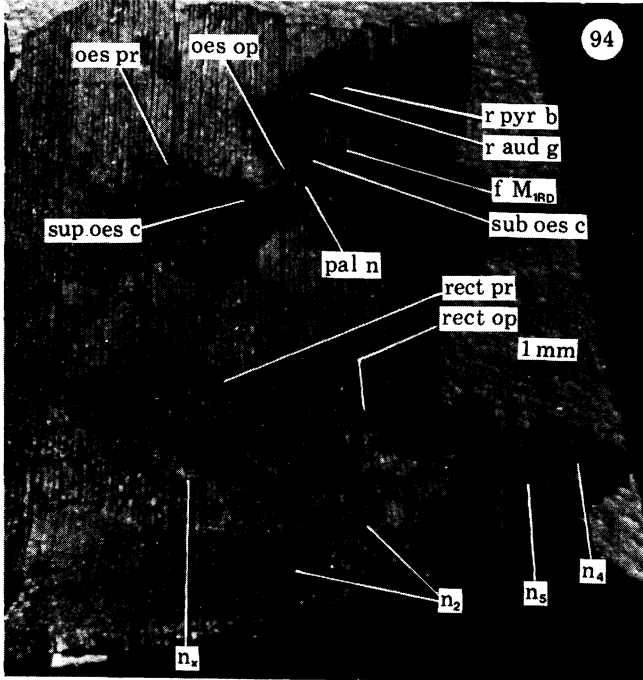 94
oes pr
oes op
r pyr b
r aud g
f M₁RD
sup oes c
sub oes c
pal n
rect pr
rect op
1 mm
n₄
n₅
n₂
nₓ